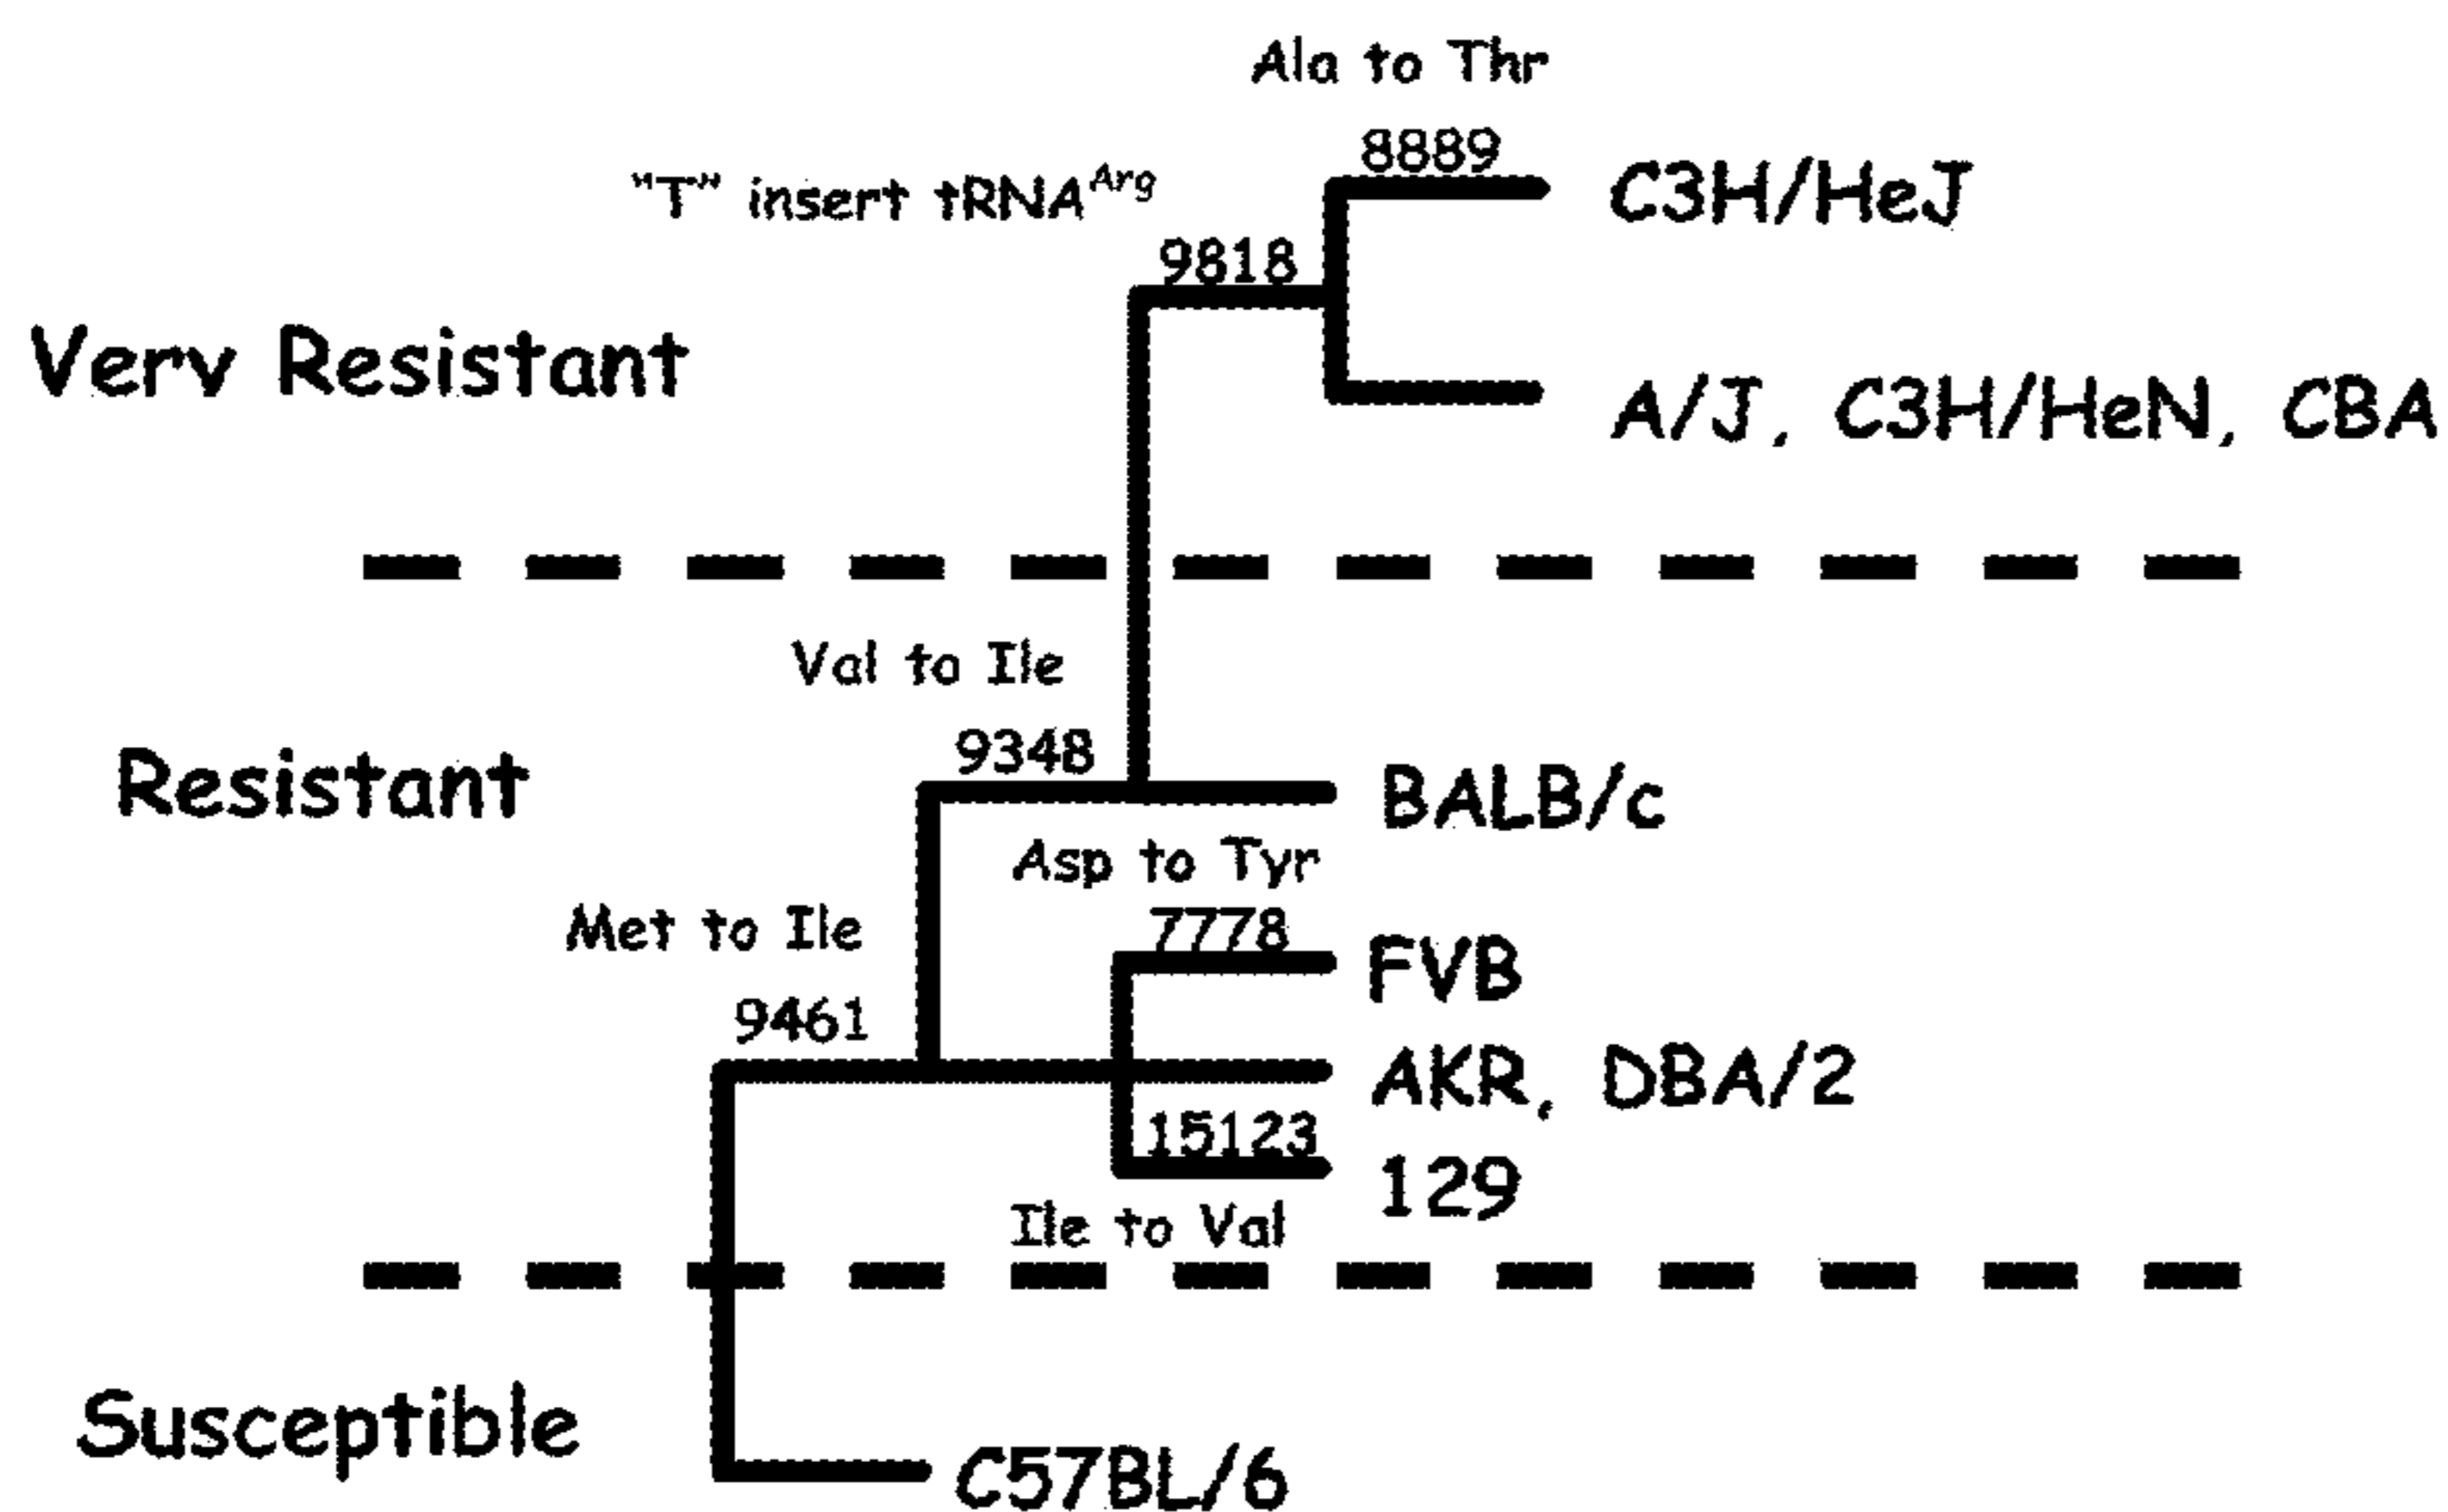 Ala to Thr
8889
C3H/HeJ
"T" insert tRNAArg
9818
Very Resistant
A/J, C3H/HeN, CBA
Val to Ile
9348
Resistant
BALB/c
Asp to Tyr
7778
Met to Ile
FVB
9461
AKR, DBA/2
15123
129
Ile to Val
Susceptible
C57BL/6